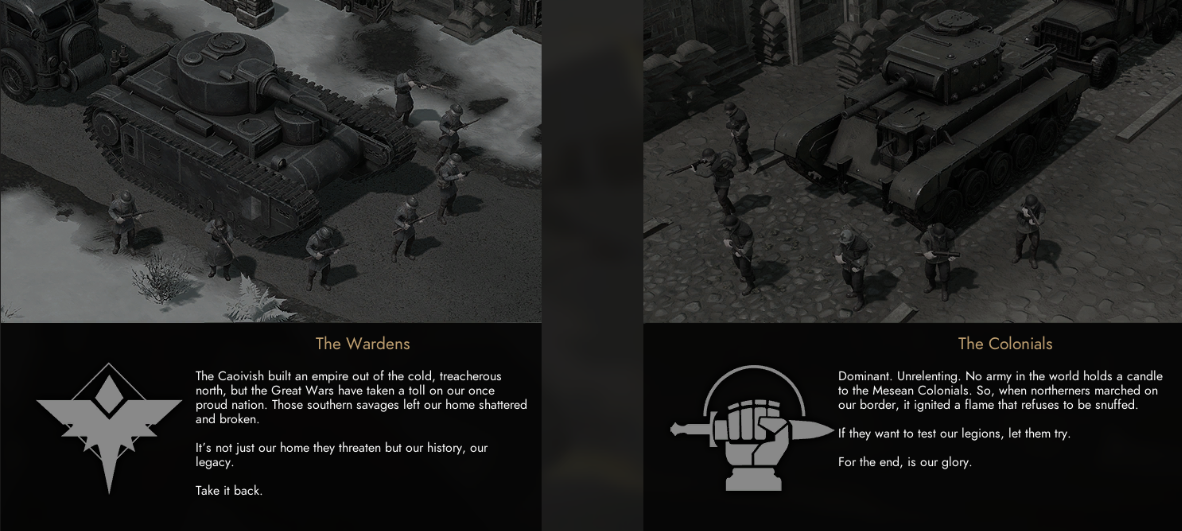 The Wardens
The Caoivish built an empire out of the cold, treacherous
north, but the Great Wars have taken a toll on our once
proud nation. Those southern savages left our home shattered
and broken.
It's not just our home they threaten but our history, our
legacy.
Take it back.
The Colonials
Dominant. Unrelenting. No army in the world holds a candle
to the Mesean Colonials. So, when northerners marched on
our border, it ignited a flame that refuses to be snuffed.
If they want to test our legions, let them try.
For the end, is our glory.